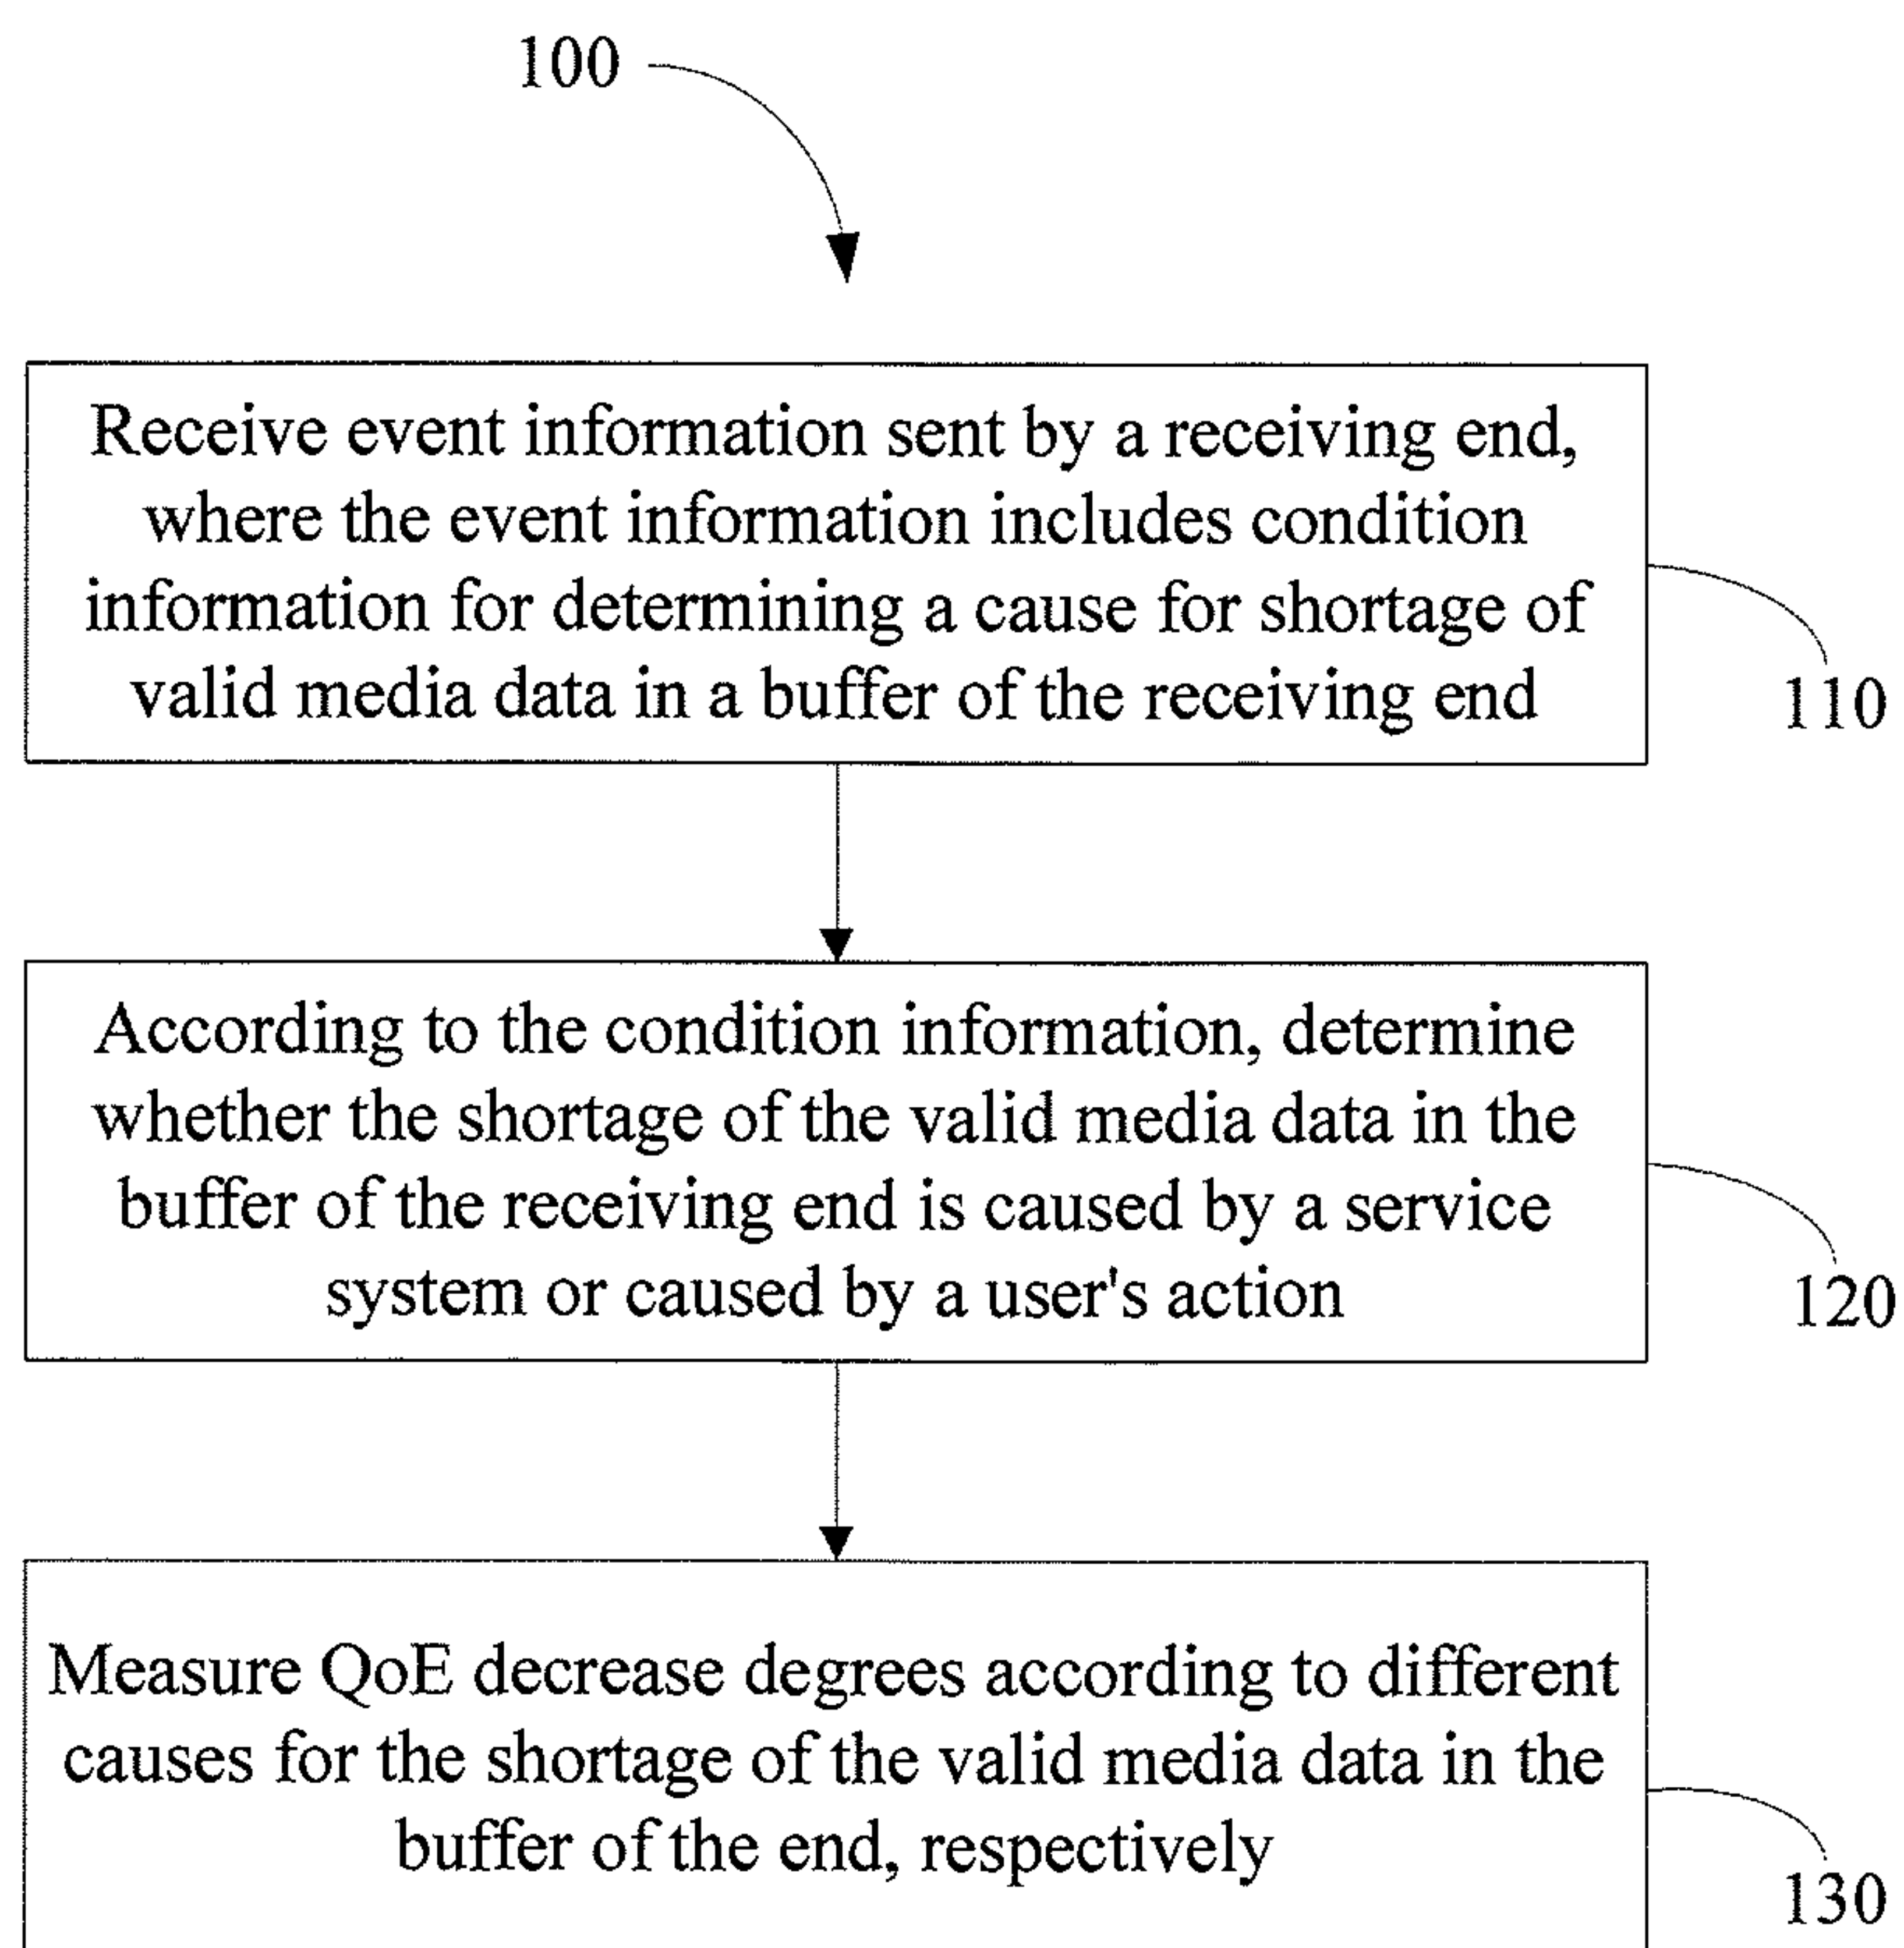 100
Receive event information sent by a receiving end,
where the event information includes condition
information for determining a cause for shortage of
valid media data in a buffer of the receiving end
110
According to the condition information, determine
whether the shortage of the valid media data in the
buffer of the receiving end is caused by a service
system or caused by a user's action
120
Measure QoE decrease degrees according to different
causes for the shortage of the valid media data in the
buffer of the end, respectively
130